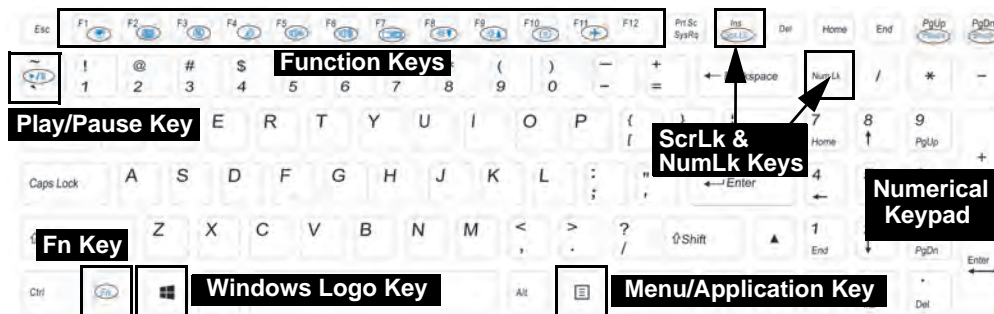 Esc F1 F2 F3 F4 F5 F6 F7 F8 F9 F10 F11 F12 Prt Sc SysRq Ins ScrLk Del Home End PgUp Pause PgDn
Function Keys
~ ` ! 1 @ 2 # 3 $ 4 5 6 7 8 ( 9 ) 0 — - + = ← Backspace NumLk / * -
Play/Pause Key
E R T Y U I O P { [ 7 Home 8 ↑ 9 PgUp +
ScrLk &
NumLk Keys
Caps Lock A S D F G H J K L : ; " ' ← Enter 4 ←
Numerical
Keypad
Fn Key
Z X C V B N M < , > . ? / ⇧Shift ▲ 1 End ↓ PgDn Enter
Ctrl Fn
Windows Logo Key
Alt
Menu/Application Key
. Del